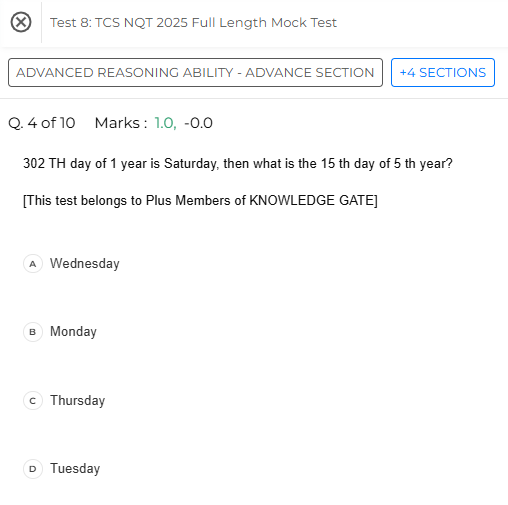 Test 8: TCS NQT 2025 Full Length Mock Test
ADVANCED REASONING ABILITY - ADVANCE SECTION
+4 SECTIONS
Q. 4 of 10 Marks : 1.0, -0.0
302 TH day of 1 year is Saturday, then what is the 15 th day of 5 th year?
[This test belongs to Plus Members of KNOWLEDGE GATE]
A Wednesday
B Monday
C Thursday
D Tuesday